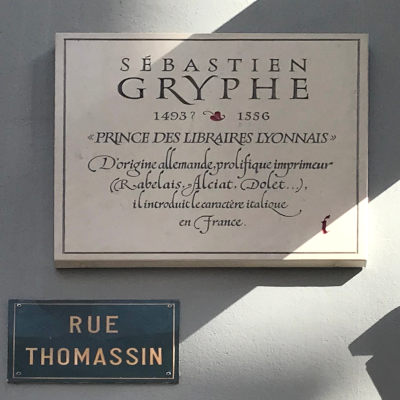 SÉBASTIEN
GRYPHE
1493? 1556
«PRINCE DES LIBRAIRES LYONNAIS»
D'origine allemande, prolifique imprimeur
(Rabelais, Alciat, Dolet...),
il introduit le caractère italique
en France.
RUE
THOMASSIN